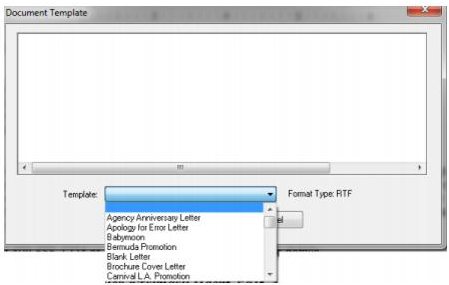 Document Template
Template:
Format Type: RTF
Agency Anniversary Letter
Apology for Error Letter
Babymoon
Bermuda Promotion
Blank Letter
Brochure Cover Letter
Carnival L.A. Promotion